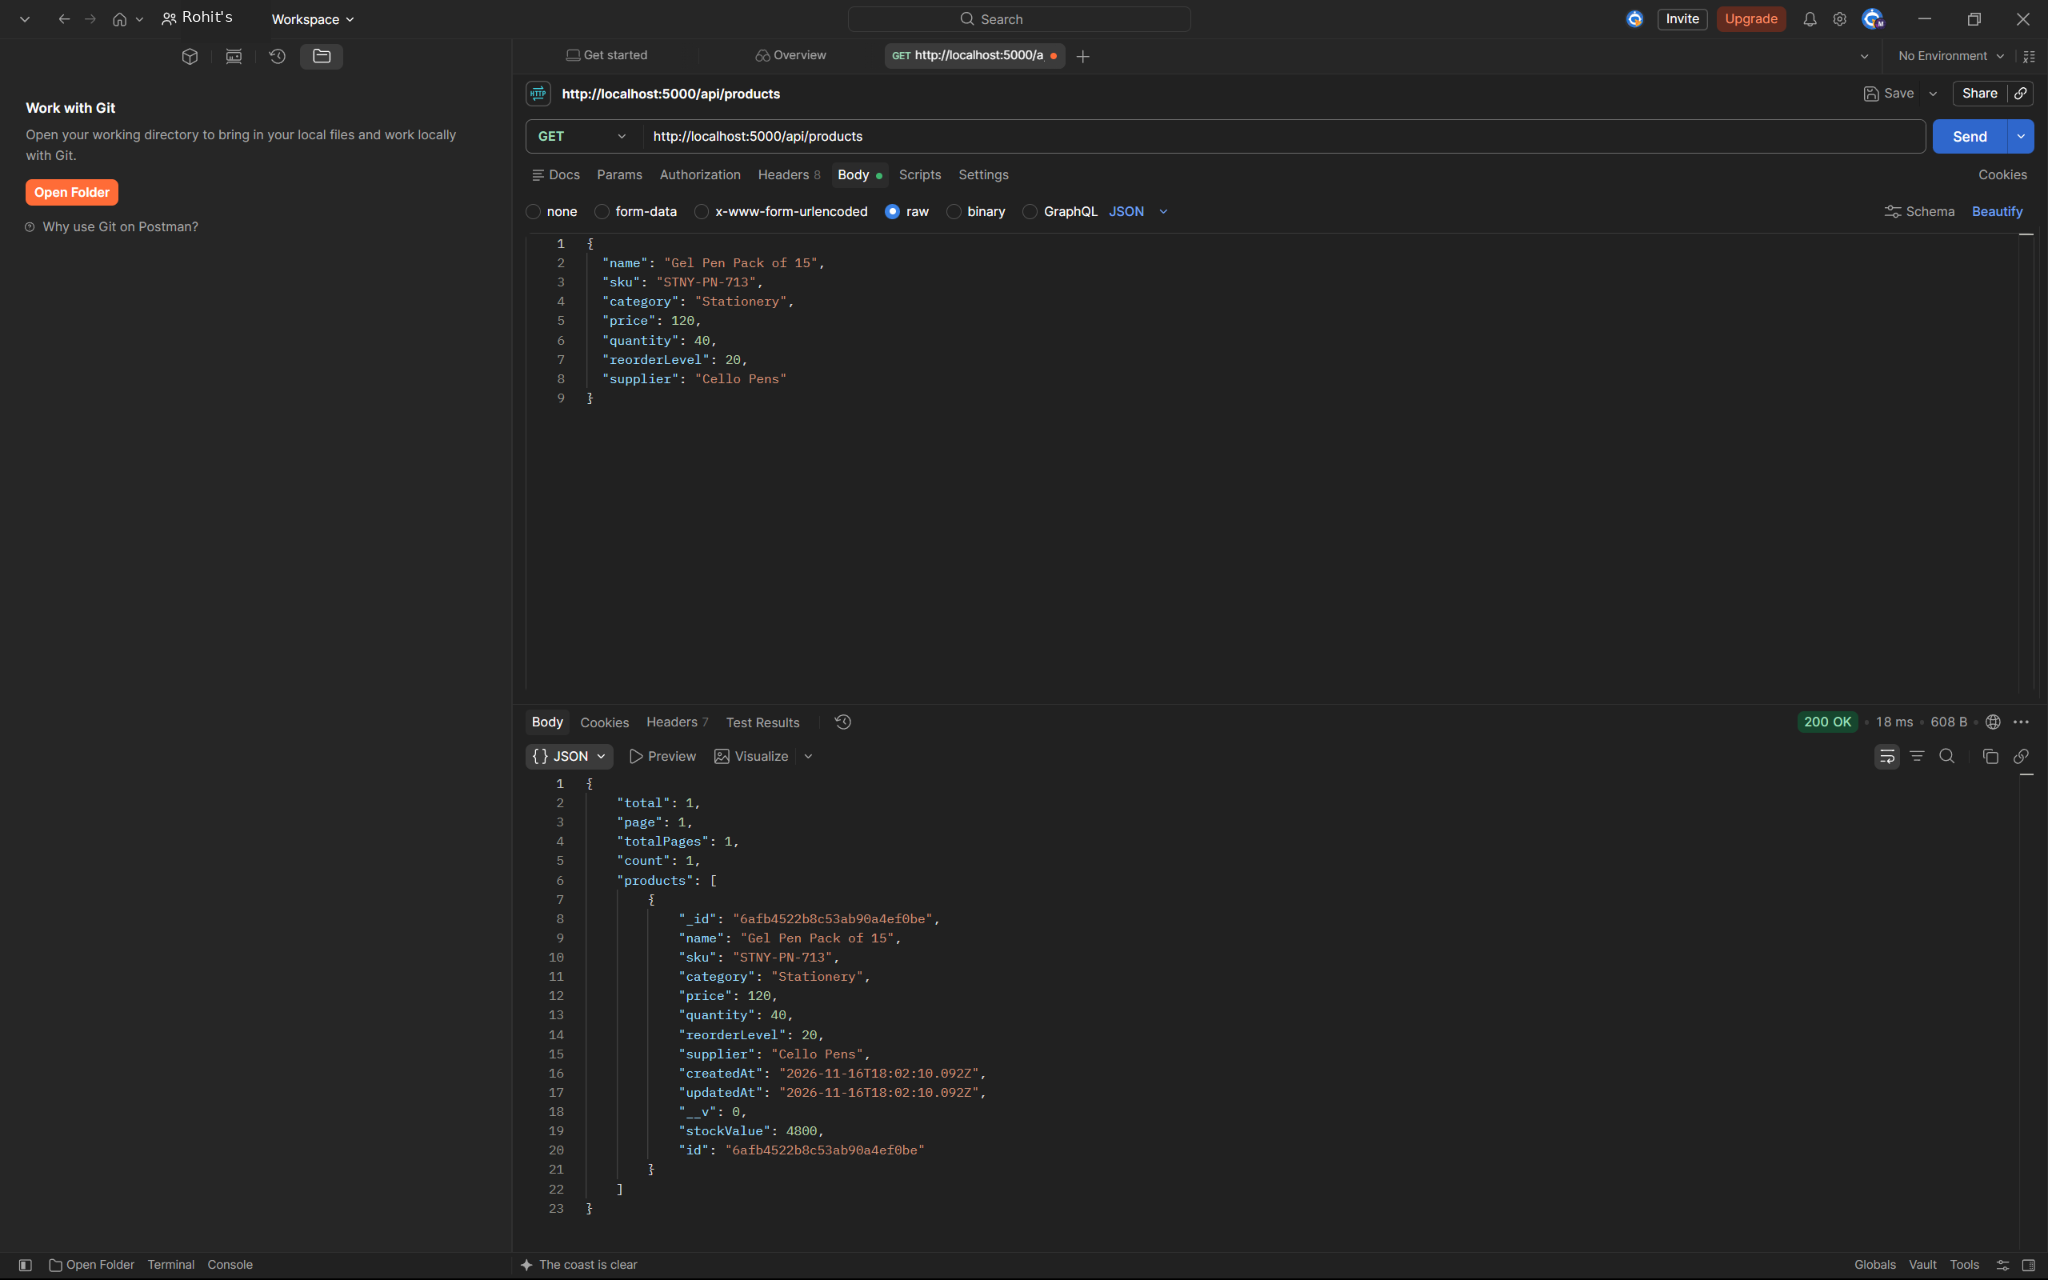 Rohit's Workspace Search Invite Upgrade
Get started Overview GET http://localhost:5000/a No Environment
Work with Git
Open your working directory to bring in your local files and work locally
with Git.
Open Folder
Why use Git on Postman?
HTTP http://localhost:5000/api/products Save Share
GET http://localhost:5000/api/products Send
Docs Params Authorization Headers 8 Body Scripts Settings Cookies
none form-data x-www-form-urlencoded raw binary GraphQL JSON Schema Beautify
1 {
2 "name": "Gel Pen Pack of 15",
3 "sku": "STNY-PN-713",
4 "category": "Stationery",
5 "price": 120,
6 "quantity": 40,
7 "reorderLevel": 20,
8 "supplier": "Cello Pens"
9 }
Body Cookies Headers 7 Test Results 200 OK 18 ms 608 B
{} JSON Preview Visualize
1 {
2 "total": 1,
3 "page": 1,
4 "totalPages": 1,
5 "count": 1,
6 "products": [
7 {
8 "_id": "6afb4522b8c53ab90a4ef0be",
9 "name": "Gel Pen Pack of 15",
10 "sku": "STNY-PN-713",
11 "category": "Stationery",
12 "price": 120,
13 "quantity": 40,
14 "reorderLevel": 20,
15 "supplier": "Cello Pens",
16 "createdAt": "2026-11-16T18:02:10.092Z",
17 "updatedAt": "2026-11-16T18:02:10.092Z",
18 "__v": 0,
19 "stockValue": 4800,
20 "id": "6afb4522b8c53ab90a4ef0be"
21 }
22 ]
23 }
Open Folder Terminal Console The coast is clear Globals Vault Tools